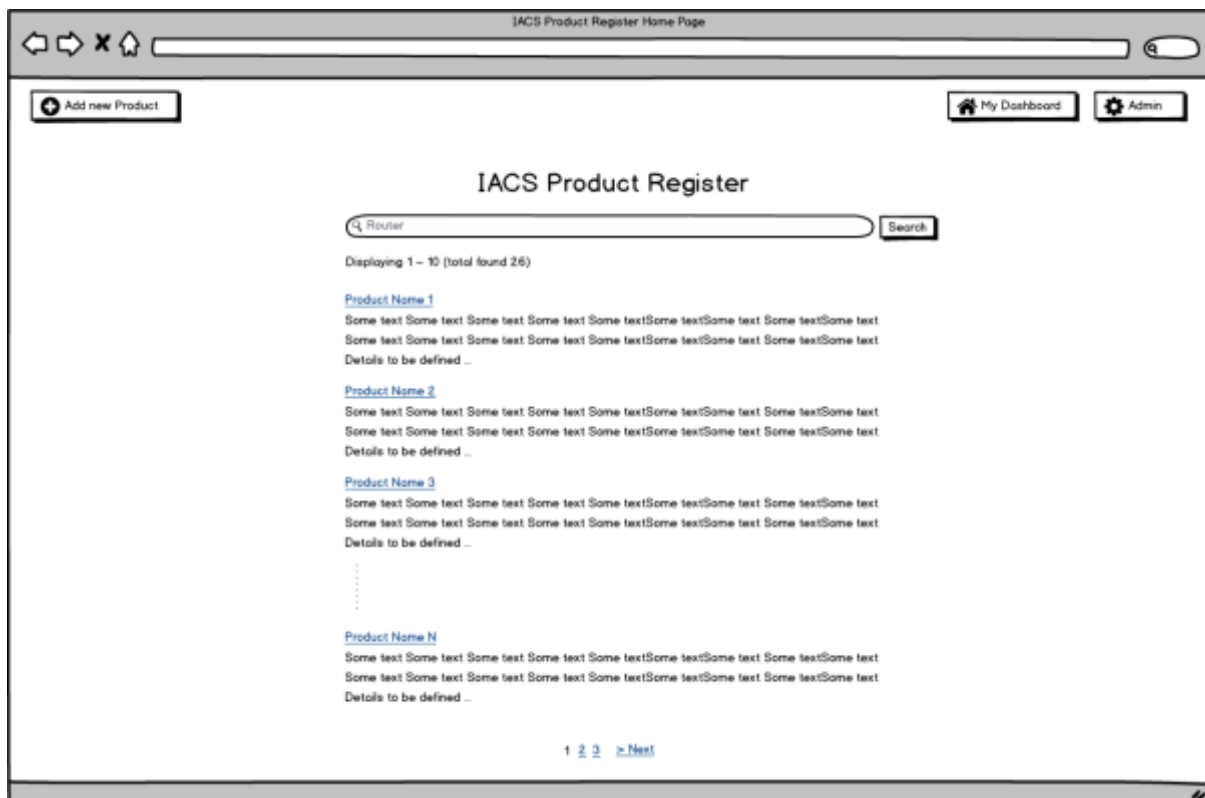 IACS Product Register Home Page
Add new Product
My Dashboard
Admin
IACS Product Register
Router
Search
Displaying 1 – 10 (total found 26)
Product Name 1
Some text Some text Some text Some text Some textSome textSome text Some textSome text
Some text Some text Some text Some text Some textSome textSome text Some textSome text
Details to be defined ...
Product Name 2
Some text Some text Some text Some text Some textSome textSome text Some textSome text
Some text Some text Some text Some text Some textSome textSome text Some textSome text
Details to be defined ...
Product Name 3
Some text Some text Some text Some text Some textSome textSome text Some textSome text
Some text Some text Some text Some text Some textSome textSome text Some textSome text
Details to be defined ...
Product Name N
Some text Some text Some text Some text Some textSome textSome text Some textSome text
Some text Some text Some text Some text Some textSome textSome text Some textSome text
Details to be defined ...
1 2 3 > Next